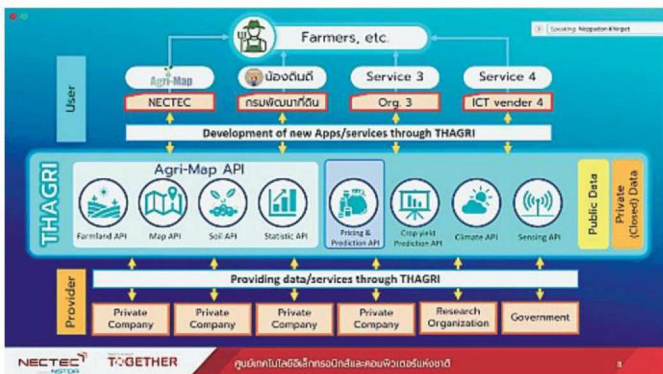 Farmers, etc.
Speaking: Noppadon Khiripet
User
Agri-Map
น้องดินดี
Service 3
Service 4
NECTEC
กรมพัฒนาที่ดิน
Org. 3
ICT vender 4
Development of new Apps/services through THAGRI
THAGRI
Agri-Map API
Farmland API
Map API
Soil API
Statistic API
Pricing & Prediction API
Crop yield Prediction API
Climate API
Sensing API
Public Data
Private (Closed) Data
Provider
Providing data/services through THAGRI
Private Company
Private Company
Private Company
Private Company
Research Organization
Government
NECTEC
NSTDA
TOGETHER
ศูนย์เทคโนโลยีอิเล็กทรอนิกส์และคอมพิวเตอร์แห่งชาติ